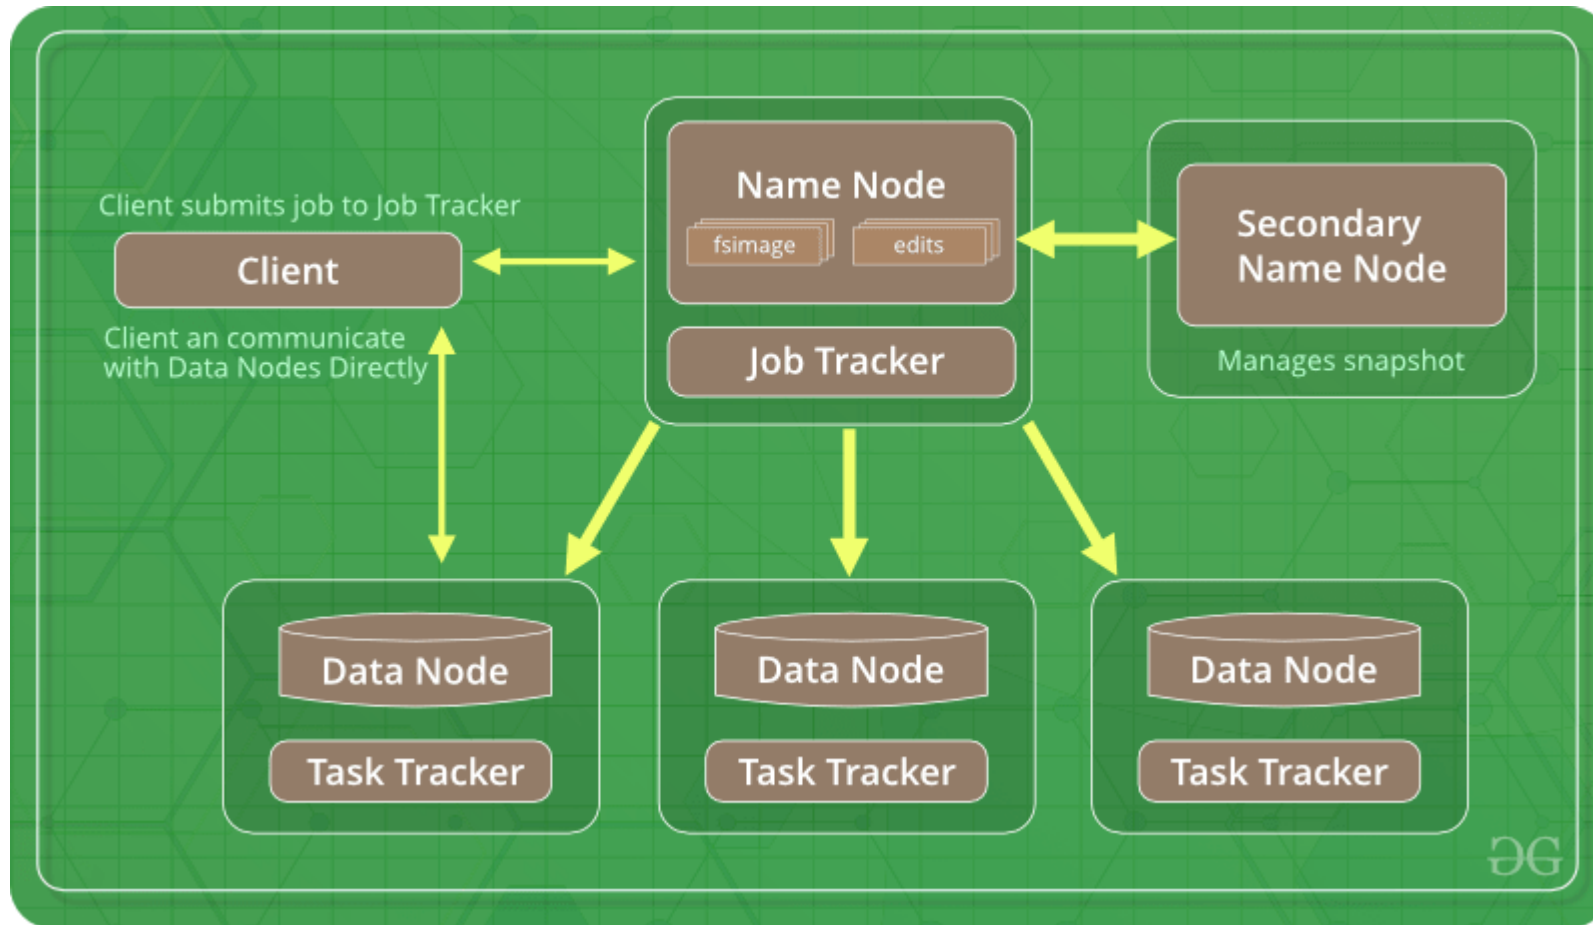 Client submits job to Job Tracker
Client
Client an communicate
with Data Nodes Directly
Name Node
fsimage
edits
Job Tracker
Secondary
Name Node
Manages snapshot
Data Node
Task Tracker
Data Node
Task Tracker
Data Node
Task Tracker